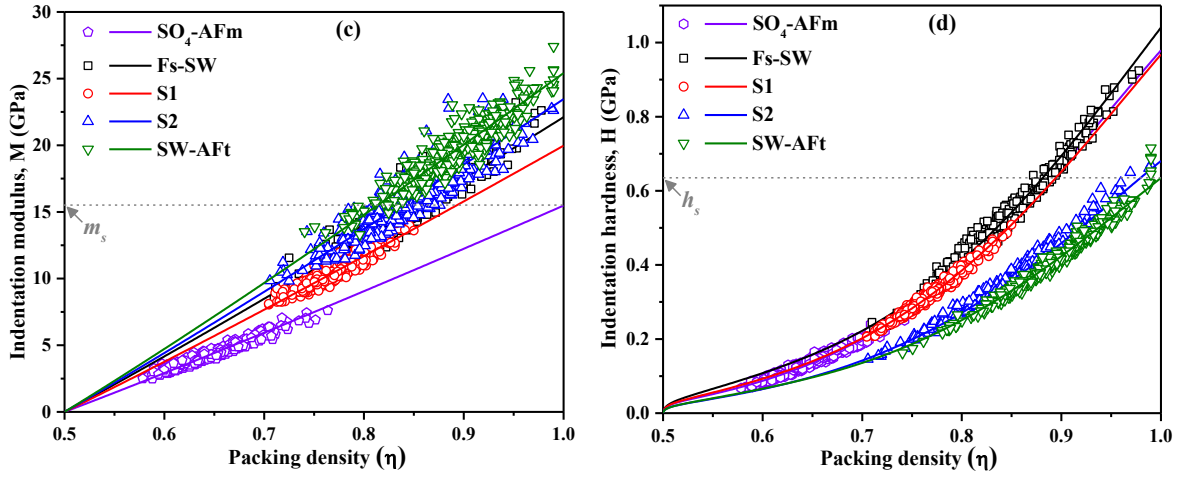 (c)
SO4-AFm
Fs-SW
S1
S2
SW-AFt
ms
30
25
20
15
10
5
0
0.5 0.6 0.7 0.8 0.9 1.0
Indentation modulus, M (GPa)
Packing density (η)
(d)
SO4-AFm
Fs-SW
S1
S2
SW-AFt
hs
1.0
0.8
0.6
0.4
0.2
0.0
0.5 0.6 0.7 0.8 0.9 1.0
Indentation hardness, H (GPa)
Packing density (η)